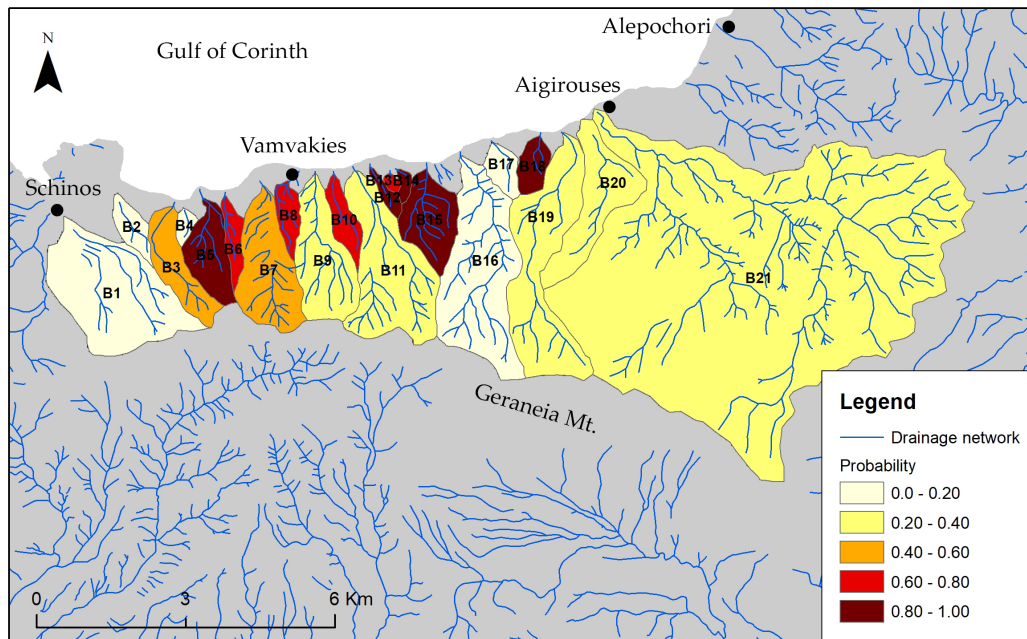 Alepochori
N
Gulf of Corinth
Aigirouses
Vamvakies
Schinos
B1
B2
B3
B4
B5
B6
B7
B8
B9
B10
B11
B12
B13
B14
B15
B16
B17
B18
B19
B20
B21
Geraneia Mt.
0 3 6 Km
Legend
Drainage network
Probability
0.0 - 0.20
0.20 - 0.40
0.40 - 0.60
0.60 - 0.80
0.80 - 1.00